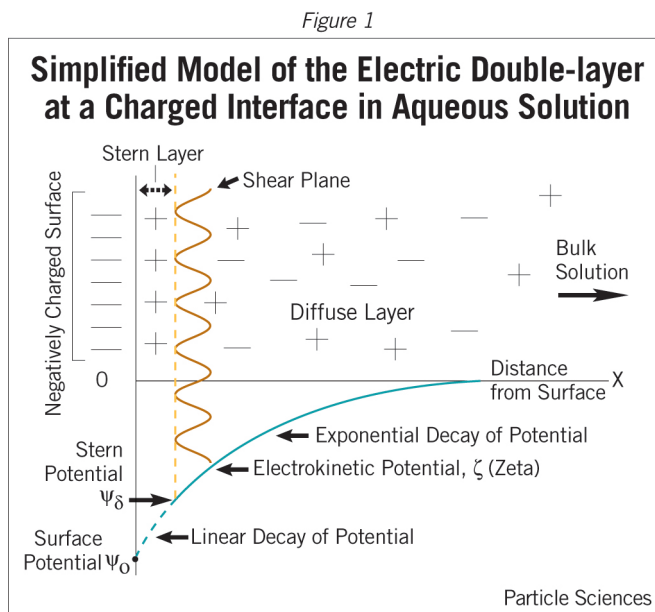 Figure 1
Simplified Model of the Electric Double-layer
at a Charged Interface in Aqueous Solution
Stern Layer
Shear Plane
Negatively Charged Surface
Bulk
Solution
Diffuse Layer
0
Distance
from Surface
X
Exponential Decay of Potential
Stern
Potential
Ψδ
Electrokinetic Potential, ζ (Zeta)
Surface
Potential Ψo
Linear Decay of Potential
Particle Sciences